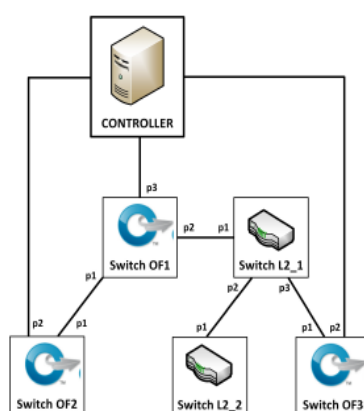 CONTROLLER
p3
p2 p1
Switch OF1 Switch L2_1
p1 p2 p3
p2 p1 p1 p1 p2
Switch OF2 Switch L2_2 Switch OF3